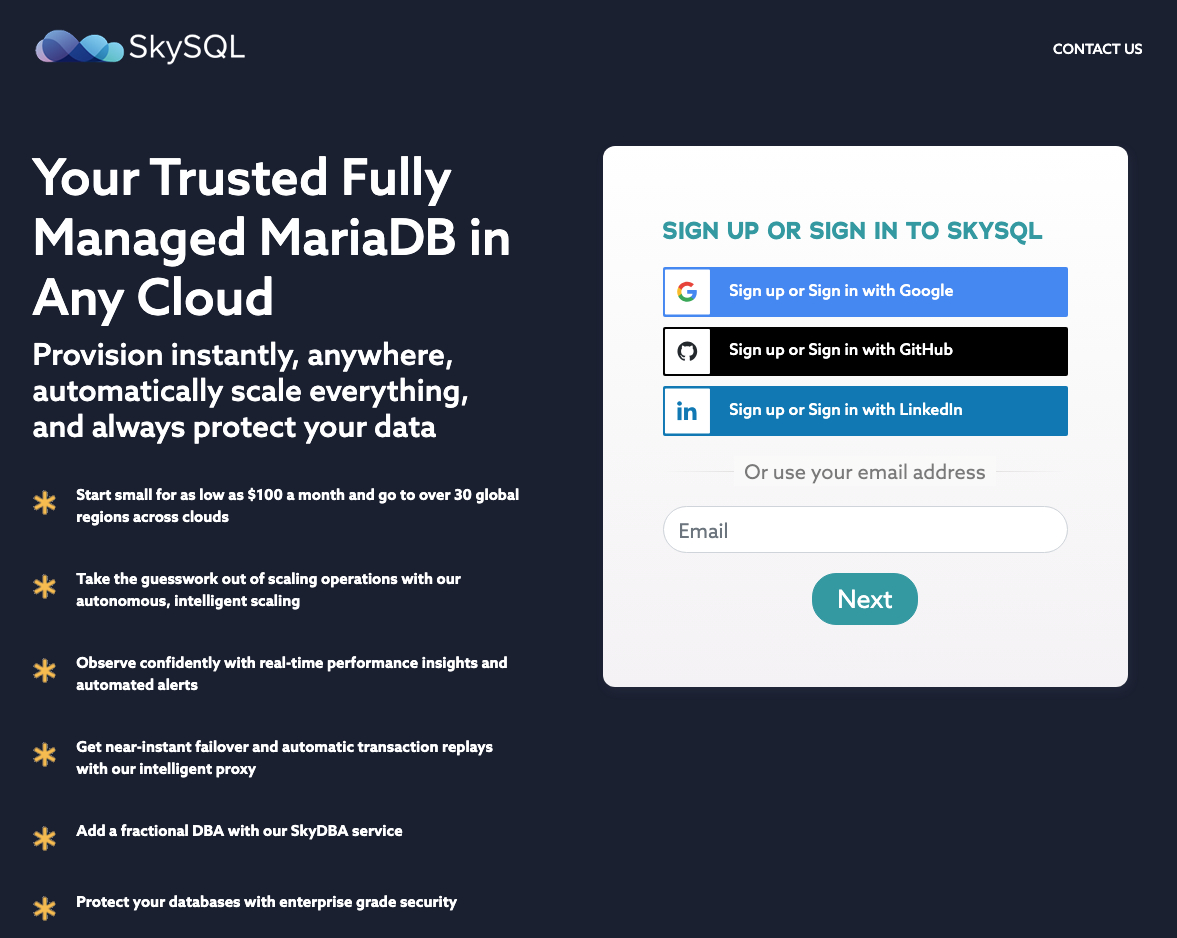 SkySQL
CONTACT US
Your Trusted Fully
Managed MariaDB in
Any Cloud
Provision instantly, anywhere,
automatically scale everything,
and always protect your data
Start small for as low as $100 a month and go to over 30 global
regions across clouds
Take the guesswork out of scaling operations with our
autonomous, intelligent scaling
Observe confidently with real-time performance insights and
automated alerts
Get near-instant failover and automatic transaction replays
with our intelligent proxy
Add a fractional DBA with our SkyDBA service
Protect your databases with enterprise grade security
SIGN UP OR SIGN IN TO SKYSQL
Sign up or Sign in with Google
Sign up or Sign in with GitHub
in Sign up or Sign in with LinkedIn
Or use your email address
Email
Next